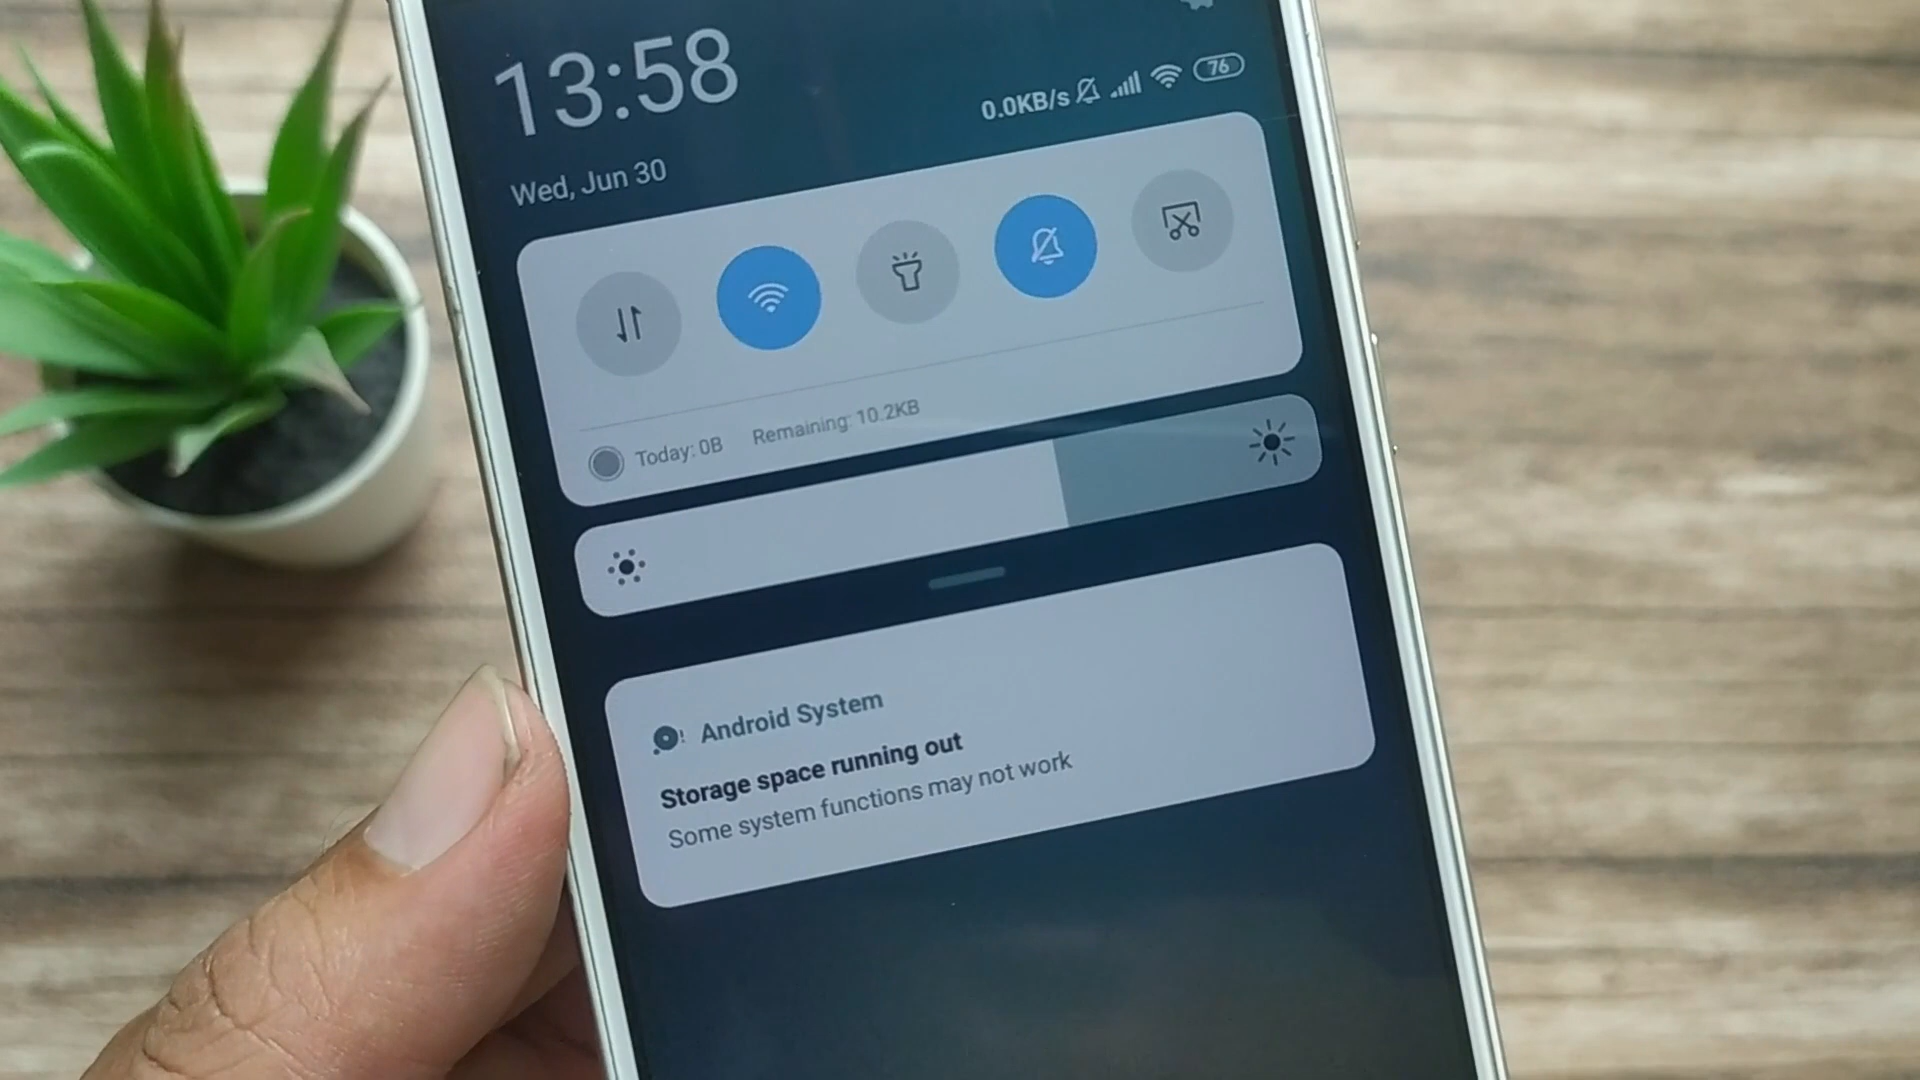 13:58
0.0KB/s 76
Wed, Jun 30
Today: 0B Remaining: 10.2KB
Android System
Storage space running out
Some system functions may not work